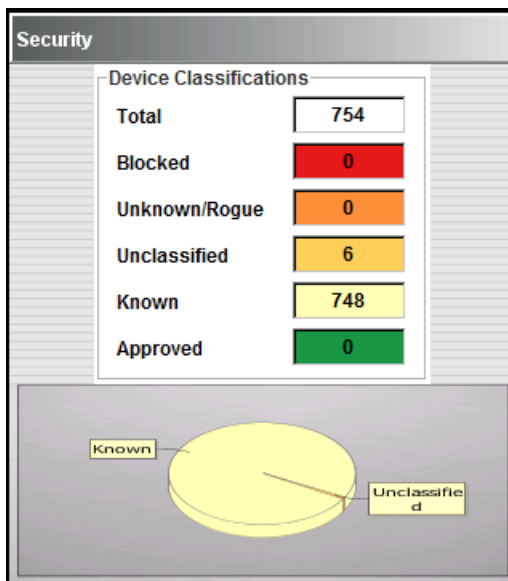 Security
Device Classifications
Total 754
Blocked 0
Unknown/Rogue 0
Unclassified 6
Known 748
Approved 0
Known
Unclassifie
d